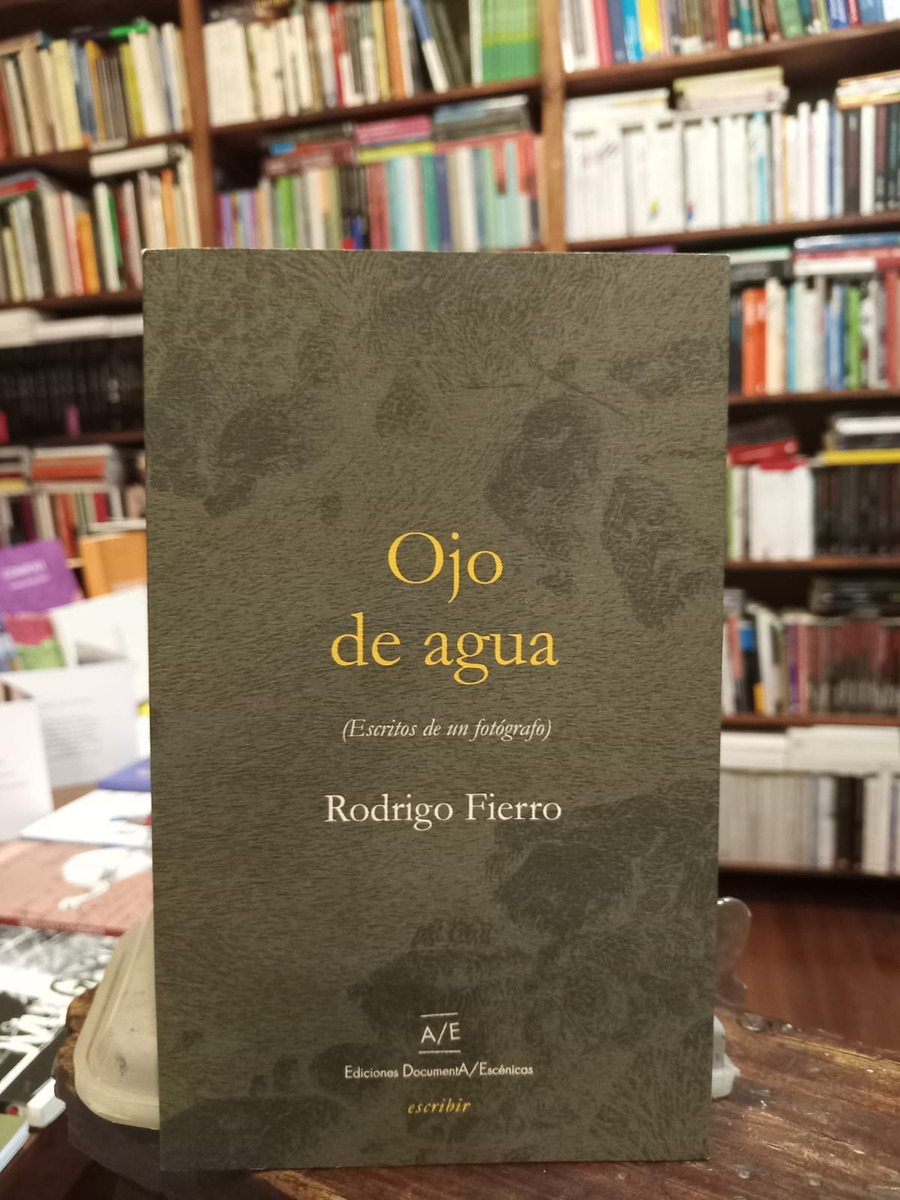 Ojo
de agua
(Escritos de un fotógrafo)
Rodrigo Fierro
A/E
Ediciones DocumentA/Escénicas
escribir